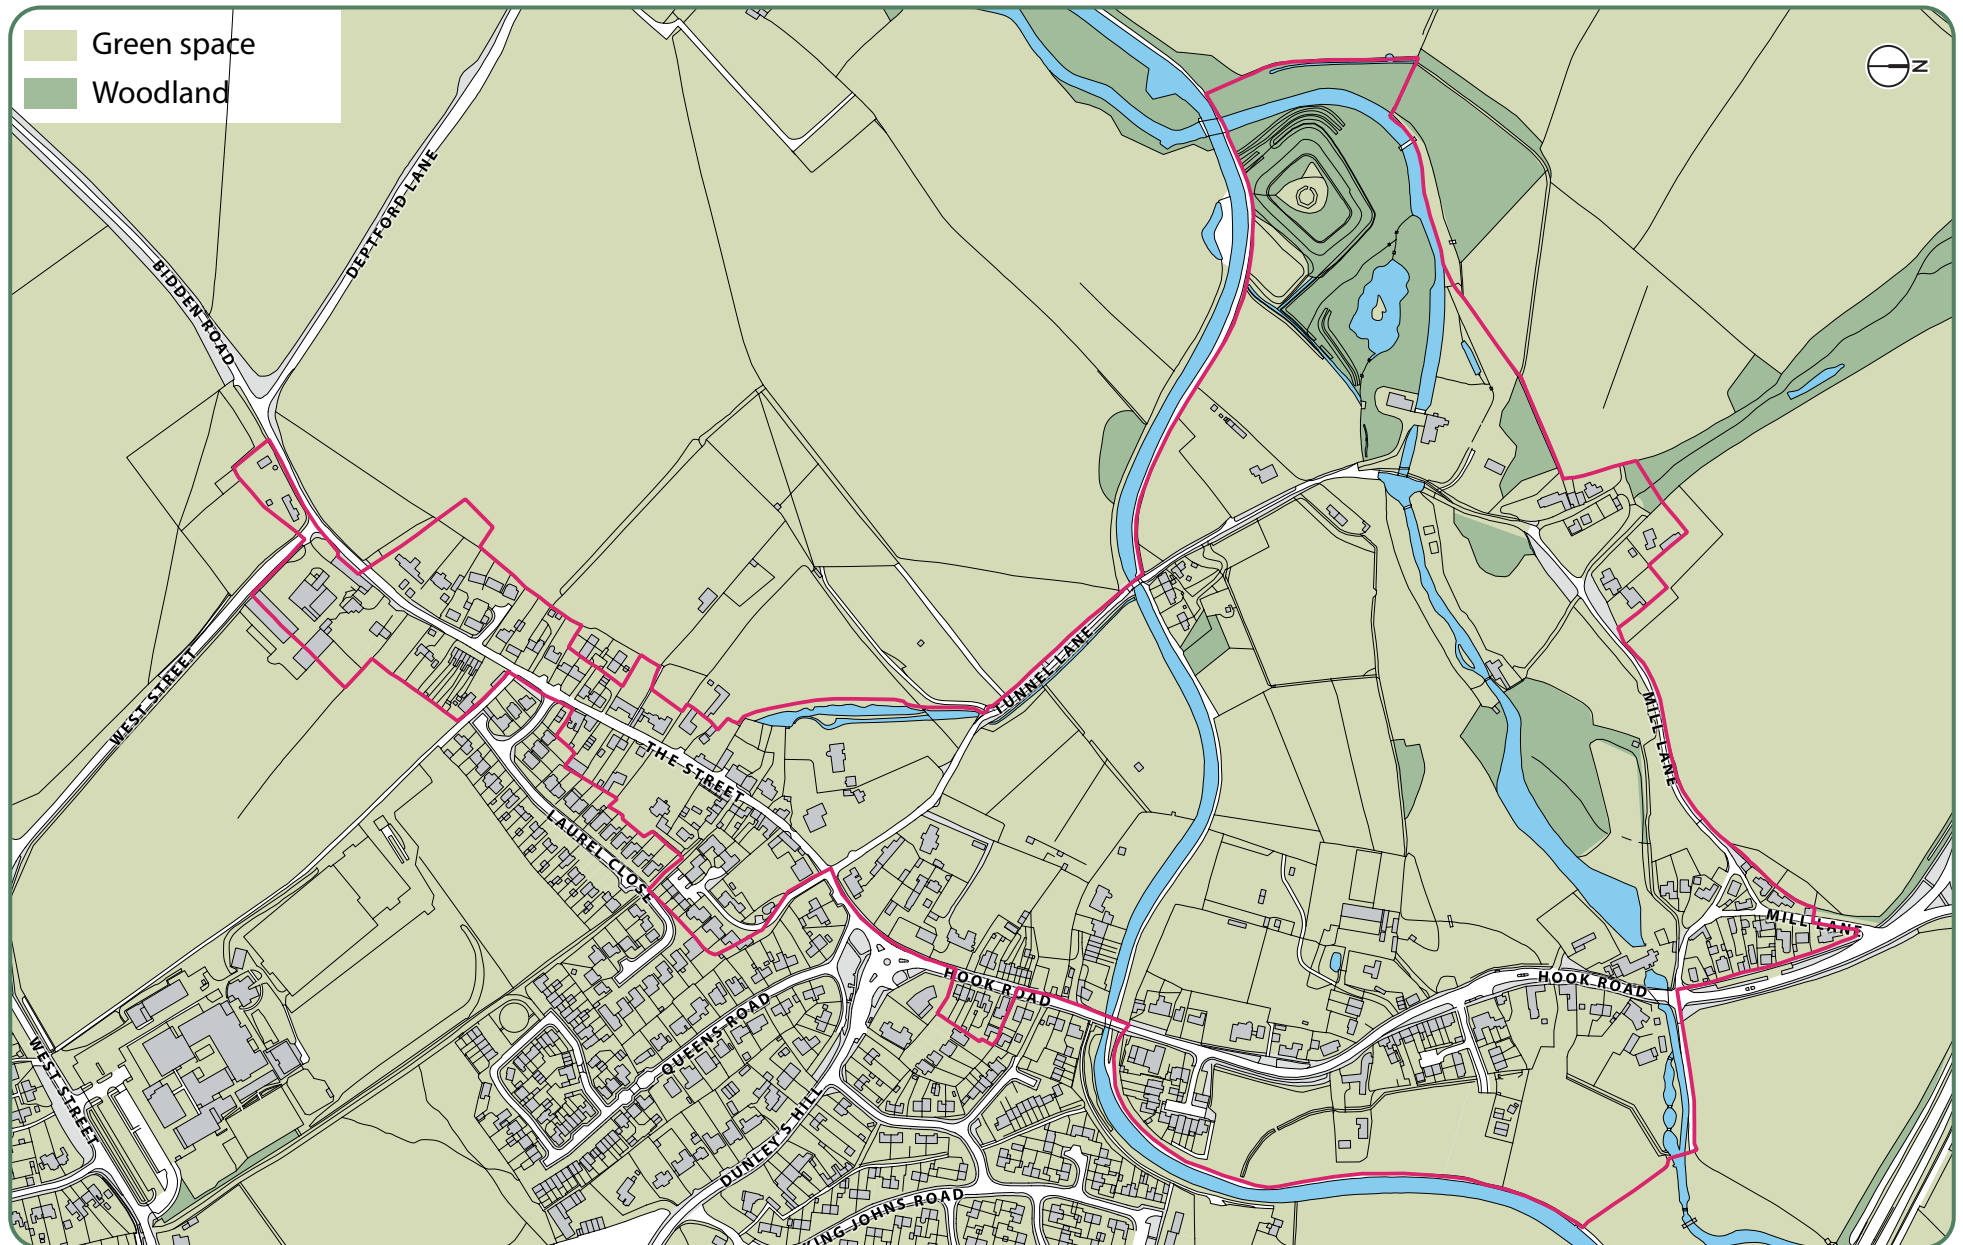 Green space
Woodland
N
DEPTFORD LANE
BIDDEN ROAD
WEST STREET
TUNNEL LANE
THE STREET
MILL LANE
LAUREL CLOSE
MILL LANE
HOOK ROAD
HOOK ROAD
QUEENS ROAD
WEST STREET
DUNLEY'S HILL
KING JOHNS ROAD